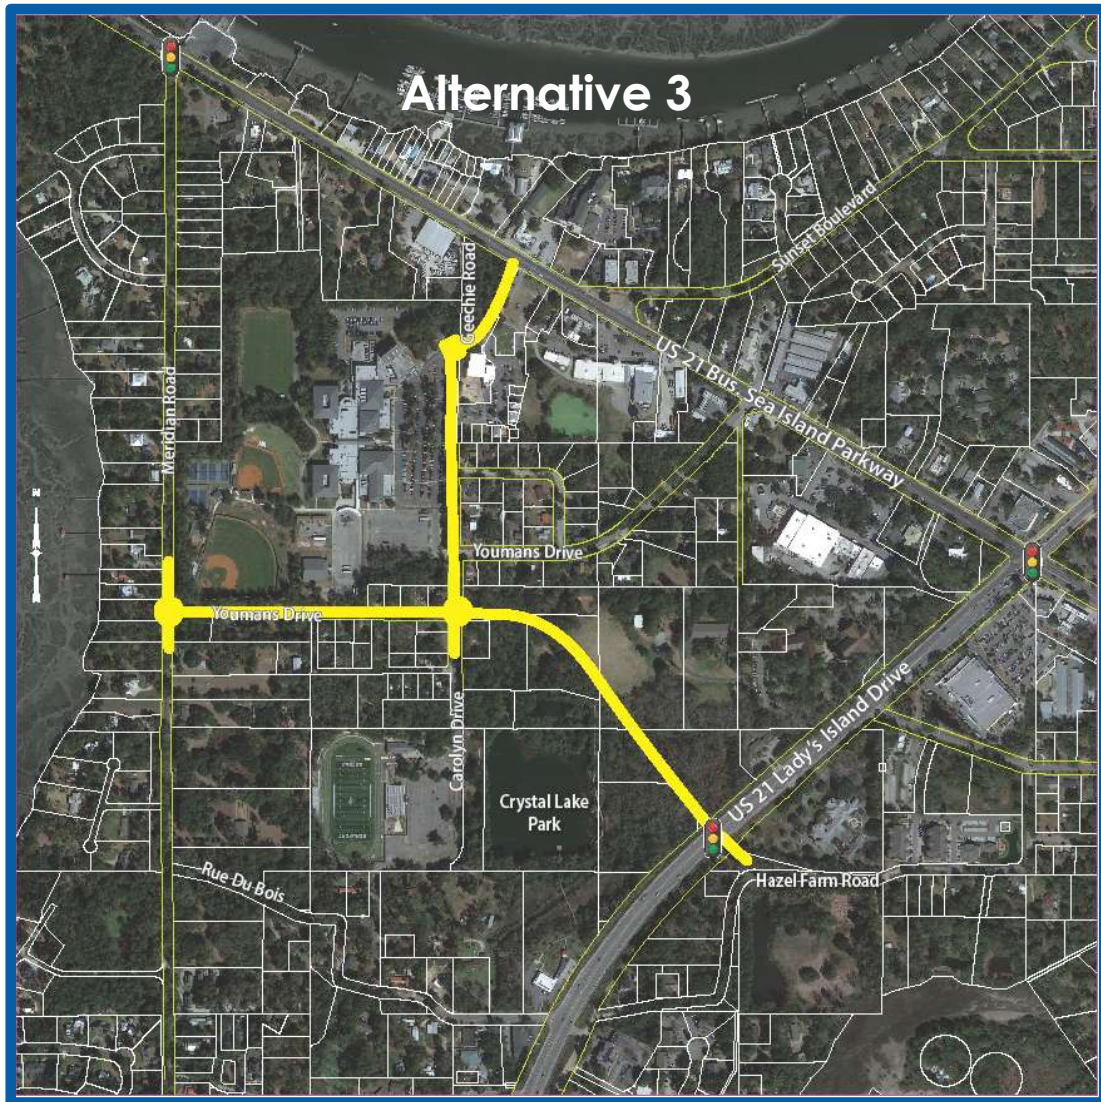 Alternative 3
Sunset Boulevard
Geechie Road
US 21 Bus. Sea Island Parkway
Meridian Road
Youmans Drive
Youmans Drive
US 21 Lady's Island Drive
Carolyn Drive
Crystal Lake
Park
Hazel Farm Road
Rue Du Bois